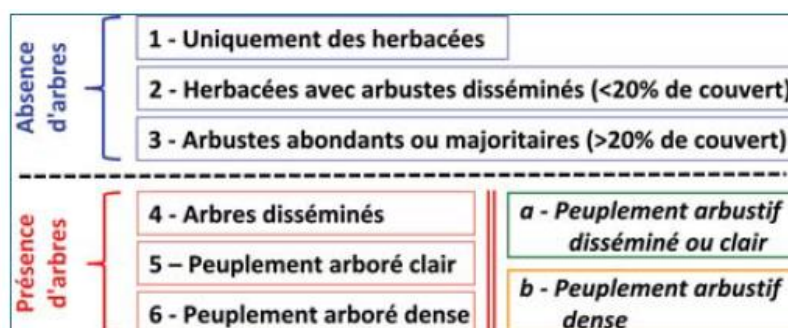 Absence
d'arbres
1 - Uniquement des herbacées
2 - Herbacées avec arbustes disséminés (<20% de couvert)
3 - Arbustes abondants ou majoritaires (>20% de couvert)
Présence
d'arbres
4 - Arbres disséminés
5 – Peuplement arboré clair
6 - Peuplement arboré dense
a - Peuplement arbustif
disséminé ou clair
b - Peuplement arbustif
dense